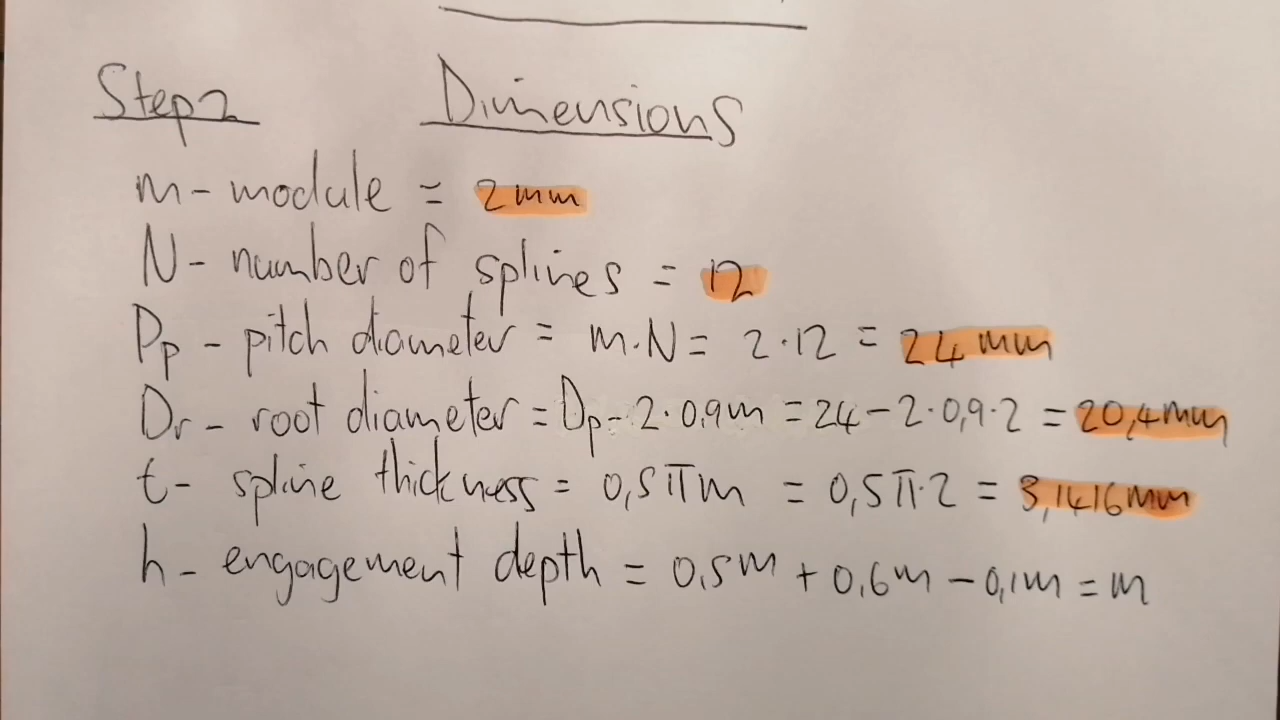 Step 2 Dimensions
m - module = 2mm
N - number of splines = 12
Dp - pitch diameter = m·N = 2·12 = 24mm
Dr - root diameter = Dp - 2·0,9m = 24 - 2·0,9·2 = 20,4mm
t - spline thickness = 0,5πm = 0,5π·2 = 3,1416mm
h - engagement depth = 0,5m + 0,6m - 0,1m = m